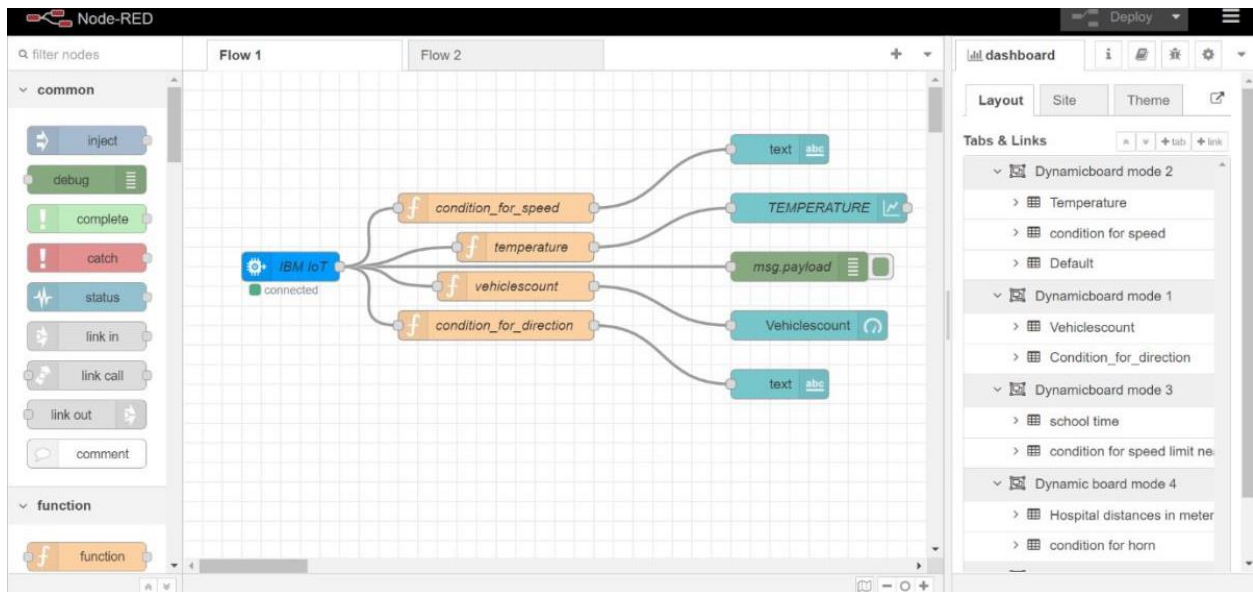 Node-RED
Deploy
filter nodes
common
inject
debug
complete
catch
status
link in
link call
link out
comment
function
function
Flow 1
Flow 2
text abc
condition_for_speed
TEMPERATURE
temperature
IBM IoT
connected
msg.payload
vehiclescount
condition_for_direction
Vehiclescount
text abc
dashboard
i
Layout
Site
Theme
Tabs & Links
+ tab
+ link
Dynamicboard mode 2
Temperature
condition for speed
Default
Dynamicboard mode 1
Vehiclescount
Condition_for_direction
Dynamicboard mode 3
school time
condition for speed limit ne
Dynamic board mode 4
Hospital distances in meter
condition for horn